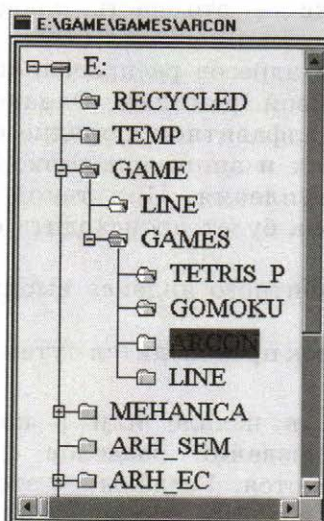 E:\GAME\GAMES\ARCON
E:
RECYCLED
TEMP
GAME
LINE
GAMES
TETRIS_P
GOMOKU
ARCON
LINE
MEHANICA
ARH_SEM
ARH_EC